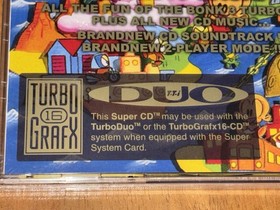 ALL THE FUN OF THE BONK 3 TURBO
PLUS ALL NEW CD MUSIC
BRANDNEW CD SOUNDTRACK
BRANDNEW 2-PLAYER MODE
TURBO
16
GRAFX
DUO
This Super CD™ may be used with the
TurboDuo™ or the TurboGrafx16-CD™
system when equipped with the Super
System Card.